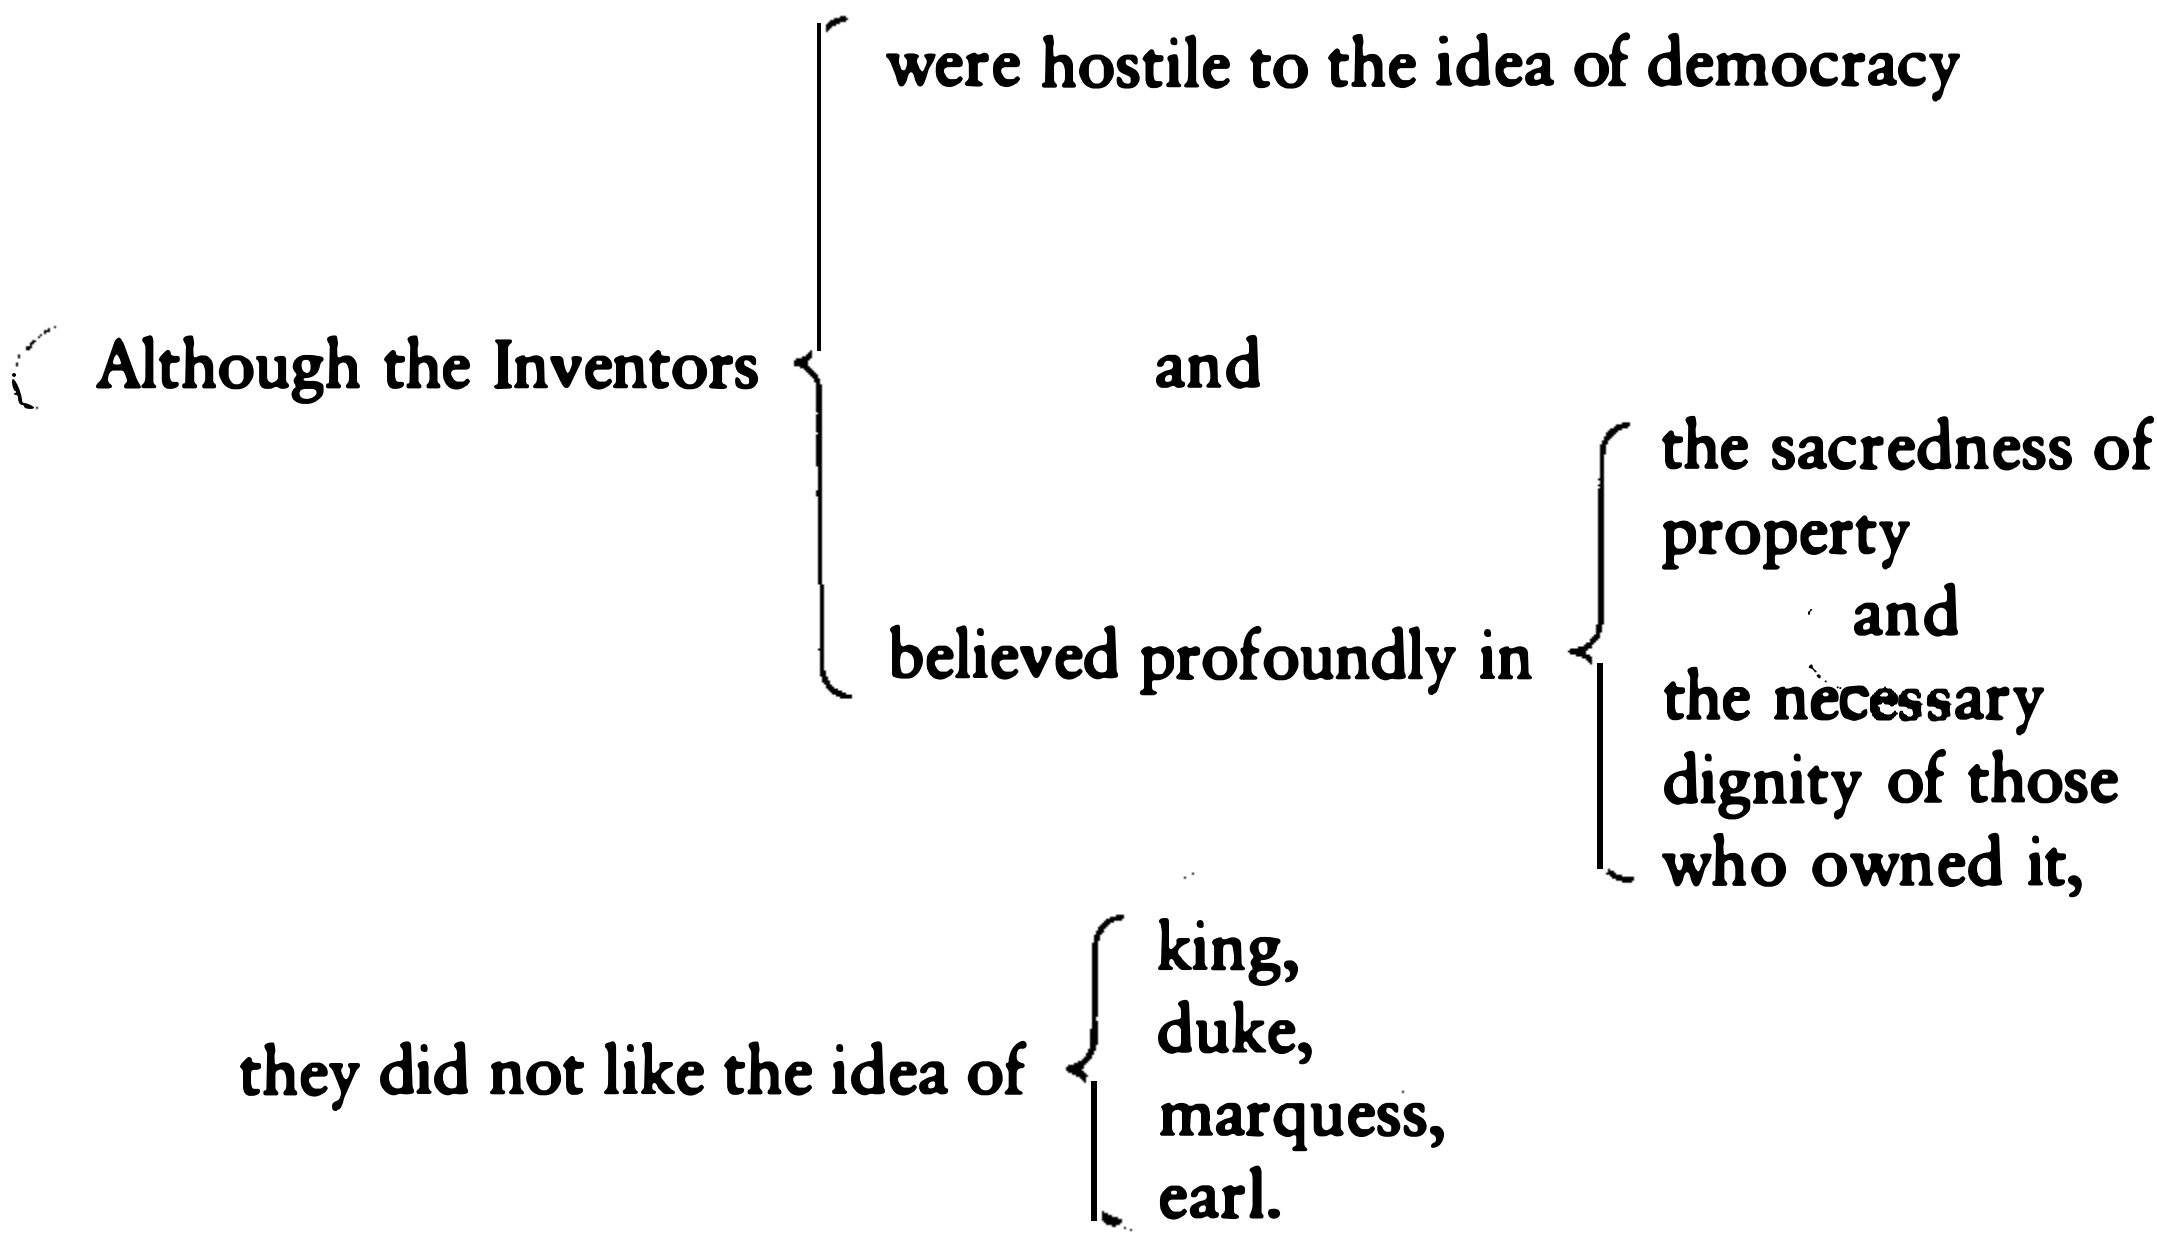 were hostile to the idea of democracy
Although the Inventors
and
believed profoundly in
the sacredness of
property
and
the necessary
dignity of those
who owned it,
they did not like the idea of
king,
duke,
marquess,
earl.